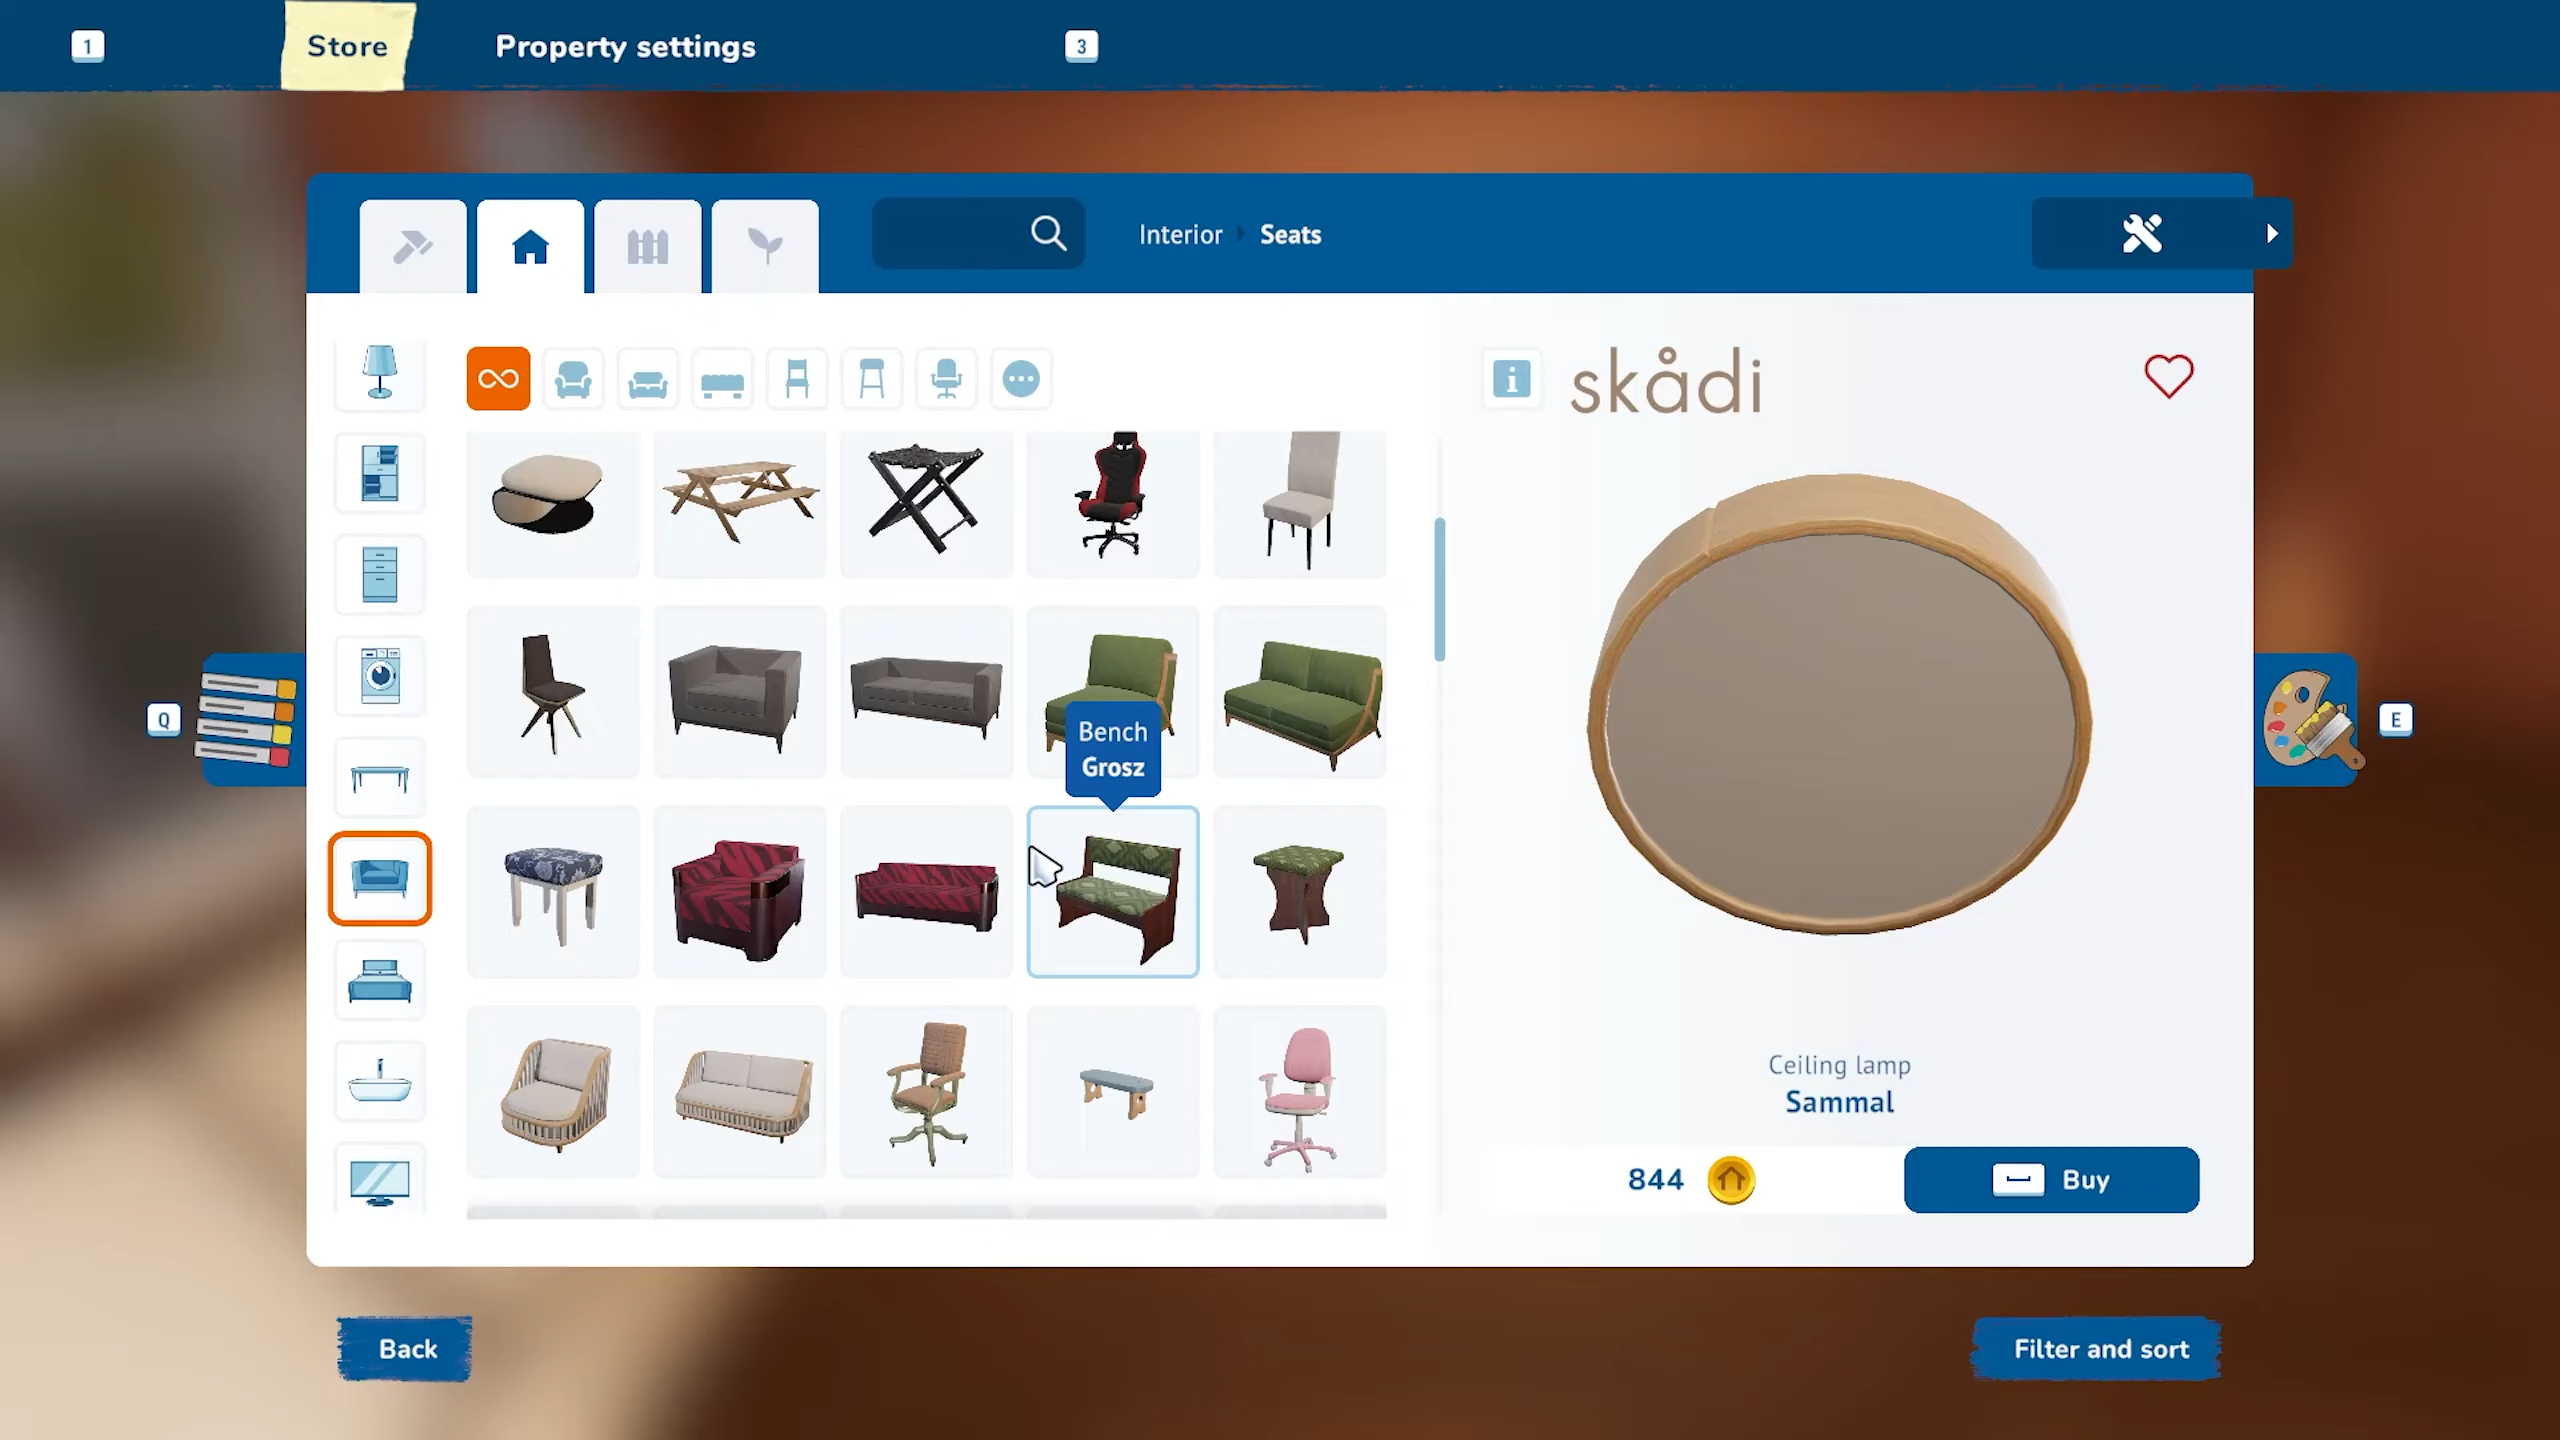 1
Store
Property settings
3
Interior
Seats
i
skådi
Bench
Grosz
Q
E
Ceiling lamp
Sammal
844
Buy
Back
Filter and sort